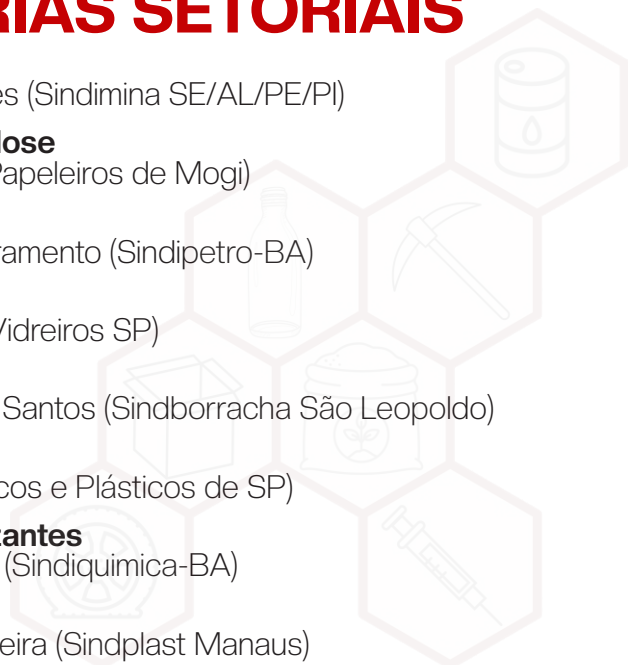 RIAS SETORIAIS
es (Sindimina SE/AL/PE/PI)
lose
Papeleiros de Mogi)
ramento (Sindipetro-BA)
Vidreiros SP)
Santos (Sindborracha São Leopoldo)
cos e Plásticos de SP)
antes
(Sindiquimica-BA)
eira (Sindplast Manaus)